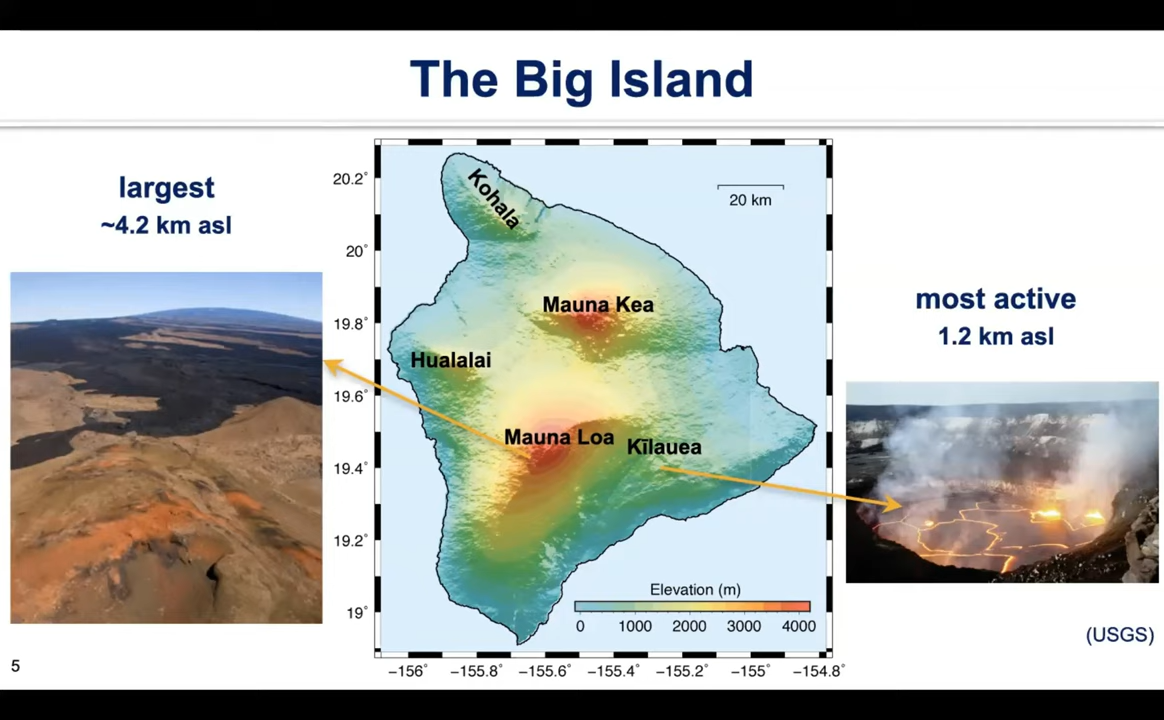 The Big Island
largest
~4.2 km asl
20.2°
20°
19.8°
19.6°
19.4°
19.2°
19°
Kohala
20 km
Mauna Kea
Hualalai
Mauna Loa
Kīlauea
Elevation (m)
0 1000 2000 3000 4000
−156° −155.8° −155.6° −155.4° −155.2° −155° −154.8°
most active
1.2 km asl
(USGS)
5